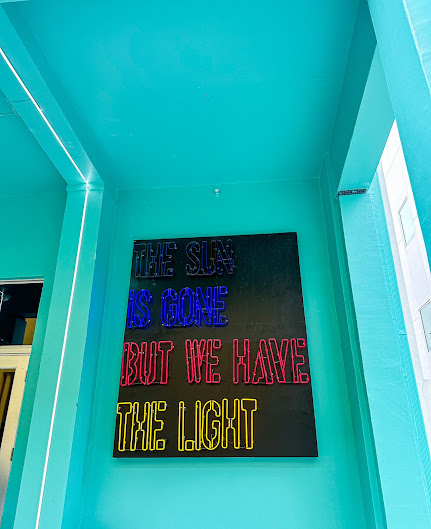 THE SUN
IS GONE
BUT WE HAVE
THE LIGHT